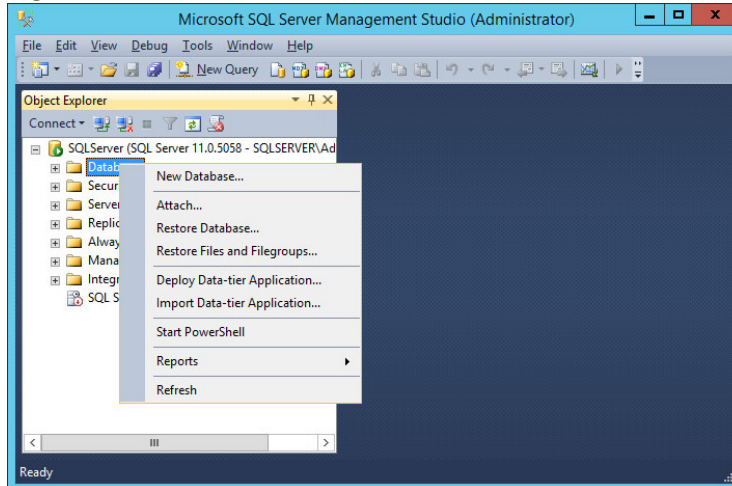 Microsoft SQL Server Management Studio (Administrator)
File Edit View Debug Tools Window Help
New Query
Object Explorer
Connect
SQLServer (SQL Server 11.0.5058 - SQLSERVER\Ad
Datab
Secur
Server
Replic
Alway
Mana
Integr
SQL S
New Database...
Attach...
Restore Database...
Restore Files and Filegroups...
Deploy Data-tier Application...
Import Data-tier Application...
Start PowerShell
Reports
Refresh
Ready